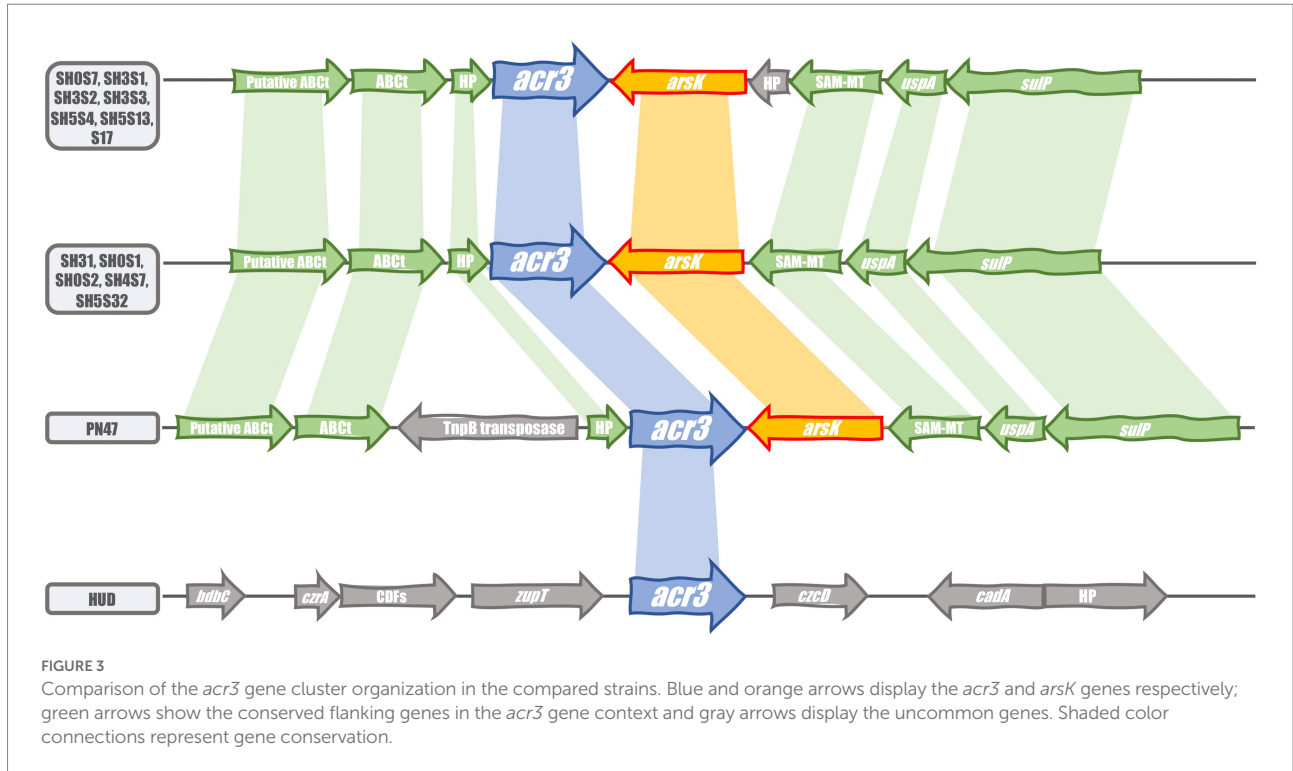 SH0S7, SH3S1,
SH3S2, SH3S3,
SH5S4, SH5S13,
S17
Putative ABCt ABCt HP acr3 arsK HP SAM-MT uspA sulP
SH31, SH0S1,
SH0S2, SH4S7,
SH5S32
Putative ABCt ABCt HP acr3 arsK SAM-MT uspA sulP
PN47
Putative ABCt ABCt TnpB transposase HP acr3 arsK SAM-MT uspA sulP
HUD
bdbC czrA CDFs zupT acr3 czcD cadA HP
FIGURE 3
Comparison of the acr3 gene cluster organization in the compared strains. Blue and orange arrows display the acr3 and arsK genes respectively;
green arrows show the conserved flanking genes in the acr3 gene context and gray arrows display the uncommon genes. Shaded color
connections represent gene conservation.